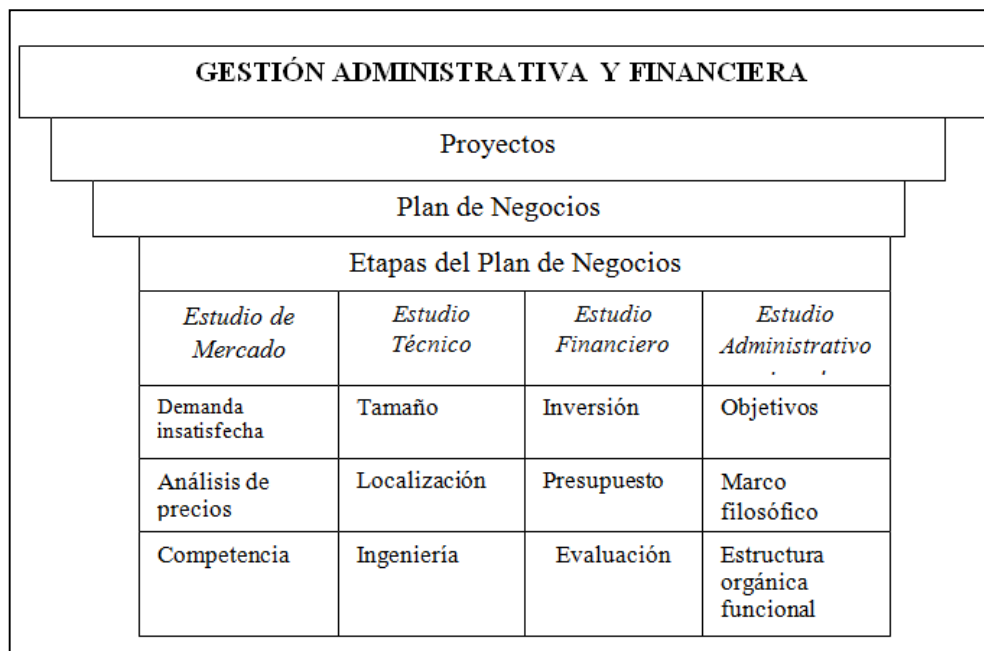 GESTIÓN ADMINISTRATIVA Y FINANCIERA
Proyectos
Plan de Negocios
Etapas del Plan de Negocios
Estudio de
Mercado
Estudio
Técnico
Estudio
Financiero
Estudio
Administrativo
Demanda
insatisfecha
Tamaño
Inversión
Objetivos
Análisis de
precios
Localización
Presupuesto
Marco
filosófico
Competencia
Ingeniería
Evaluación
Estructura
orgánica
funcional